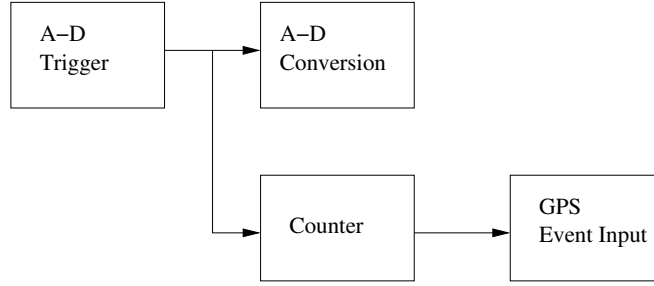 A−D
Trigger
A−D
Conversion
Counter
GPS
Event Input